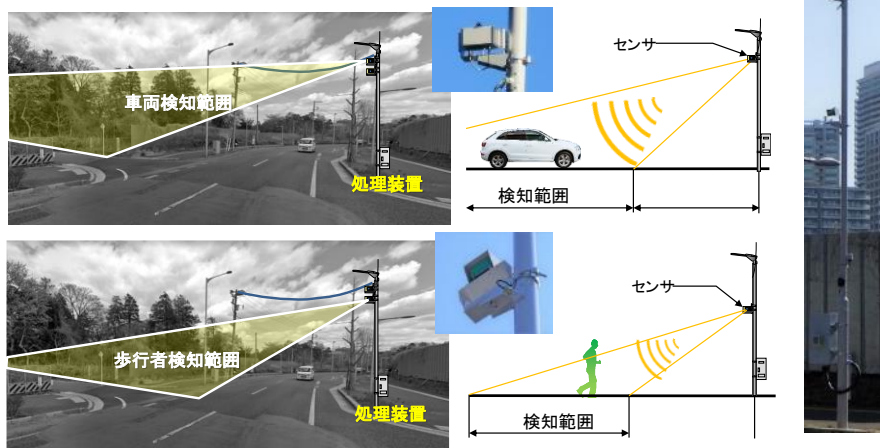 車両検知範囲
処理装置
センサ
検知範囲
歩行者検知範囲
処理装置
センサ
検知範囲